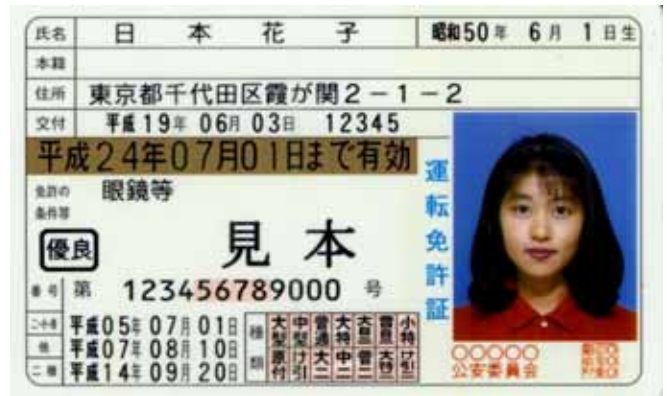 氏名 日本花子 昭和50年 6月 1日生
本籍
住所 東京都千代田区霞が関2-1-2
交付 平成19年06月03日 12345
平成24年07月01日まで有効
免許の条件等 眼鏡等
見本
優良
番号 第 123456789000 号
二・小・原 平成05年07月01日
他 平成07年08月10日
二種 平成14年09月20日
種類 大型 中型 普通 大特 大自二 普自二 小特
原付 け引 大二 中二 普二 大特二 け引二
運転免許証
公安委員会